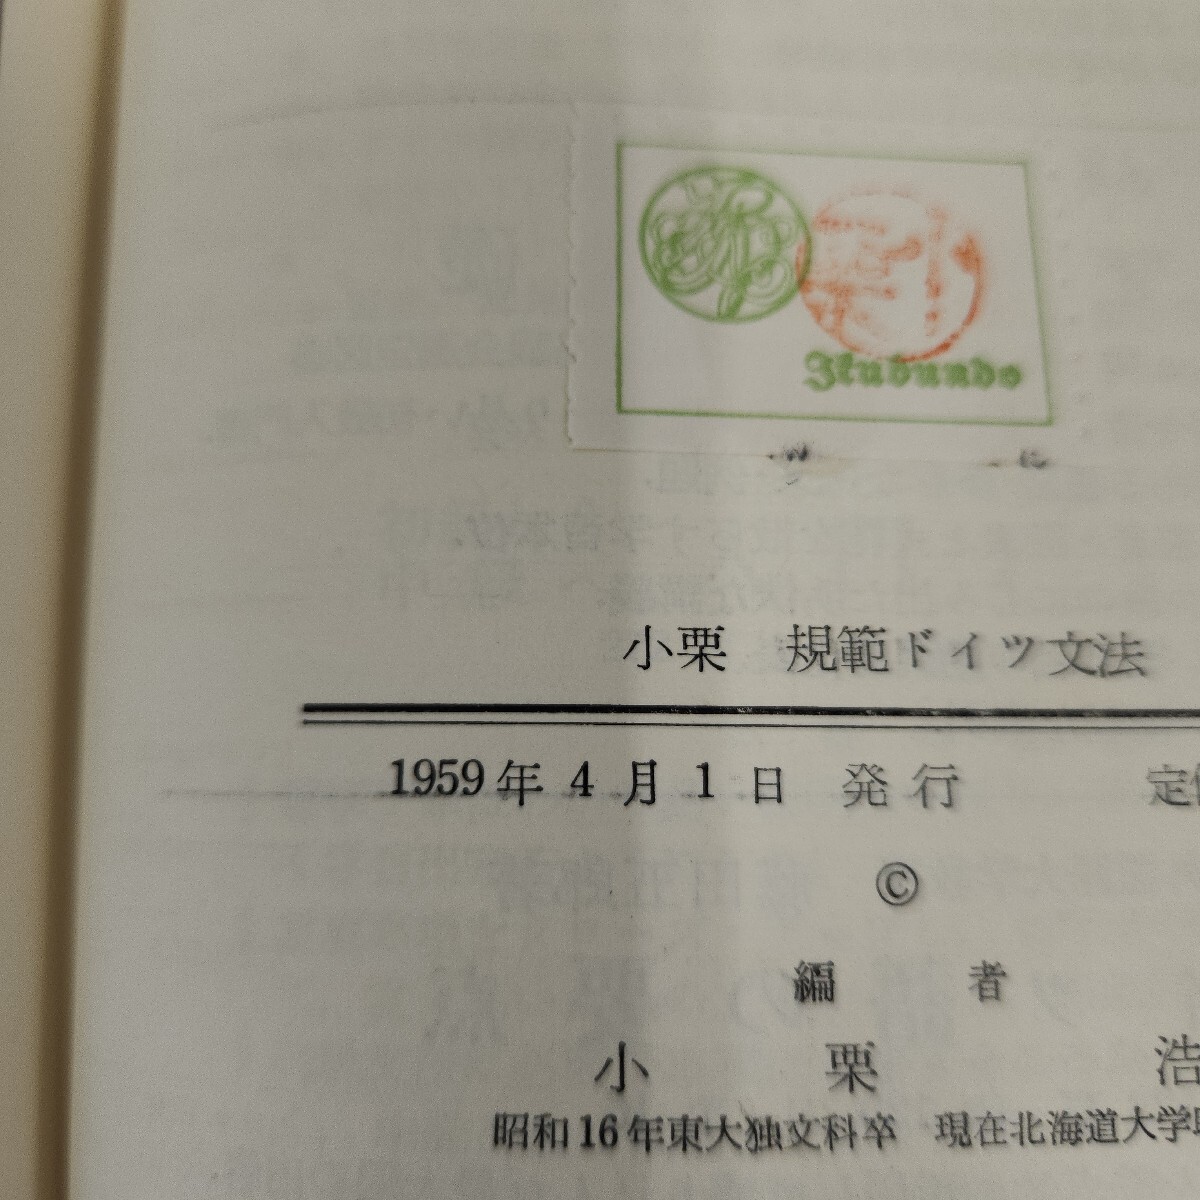 Ikubundo
小栗　規範ドイツ文法
1959年4月1日 発行　定
©
編　者
小　栗　浩
昭和16年東大独文科卒　現在北海道大学